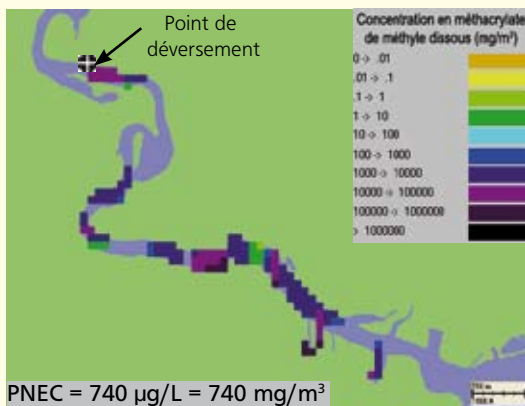 Point de
déversement
Concentration en méthacrylate
de méthyle dissous (mg/m³)
0 -> .01
.01 -> .1
.1 -> 1
1 -> 10
10 -> 100
100 -> 1000
1000 -> 10000
10000 -> 100000
100000 -> 1000000
> 1000000
PNEC = 740 µg/L = 740 mg/m³